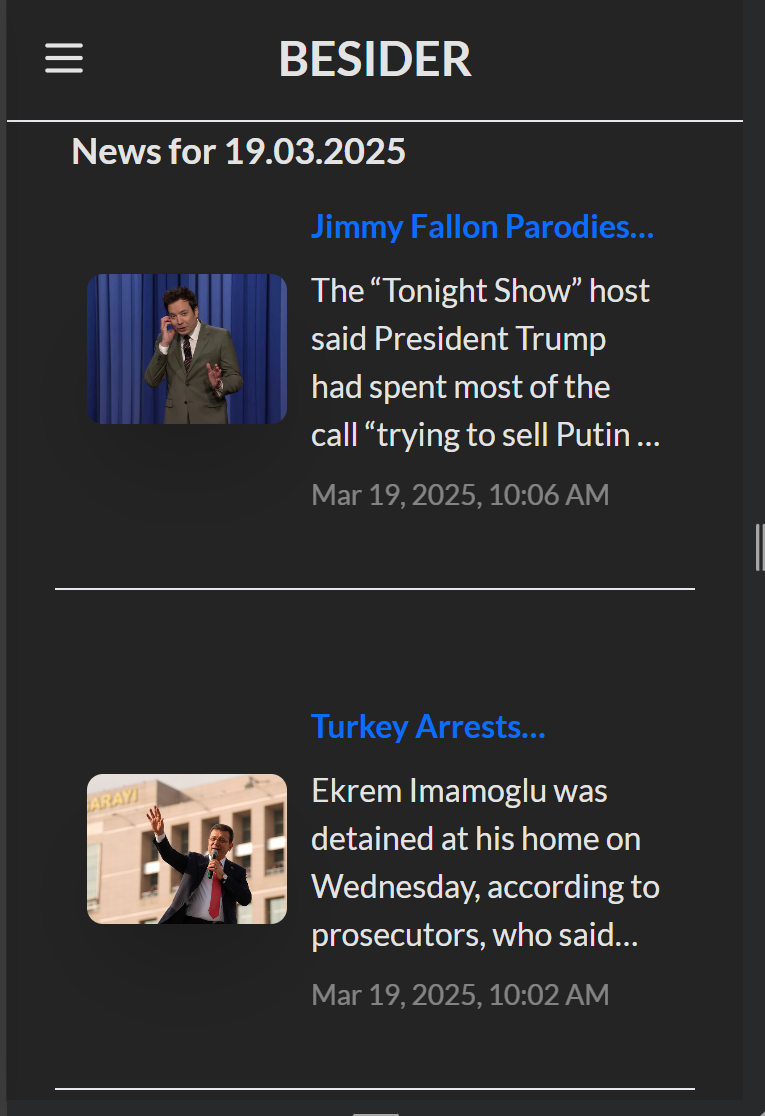 BESIDER
News for 19.03.2025
Jimmy Fallon Parodies...
The “Tonight Show” host
said President Trump
had spent most of the
call “trying to sell Putin ...
Mar 19, 2025, 10:06 AM
Turkey Arrests...
ARAYI
Ekrem Imamoglu was
detained at his home on
Wednesday, according to
prosecutors, who said...
Mar 19, 2025, 10:02 AM